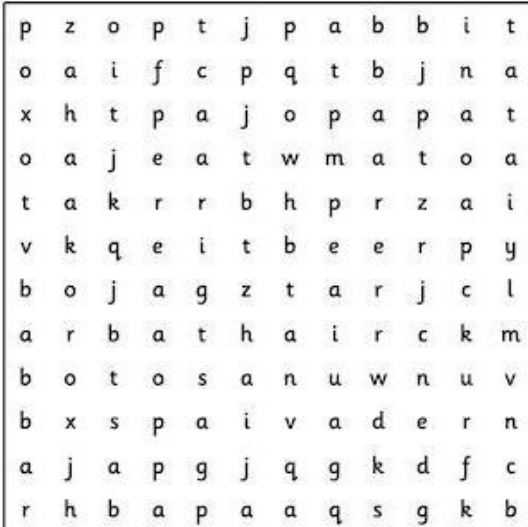 p z o p t j p a b b i t
o a i f c p q t b j n a
x h t p a j o p a p a t
o a j e a t w m a t o a
t a k r r b h p r z a i
v k q e i t b e e r p y
b o j a g z t a r j c l
a r b a t h a i r c k m
b o t o s a n u w n u v
b x s p a i v a d e r n
a j a p g j q g k d f c
r h b a p a a q s g k b